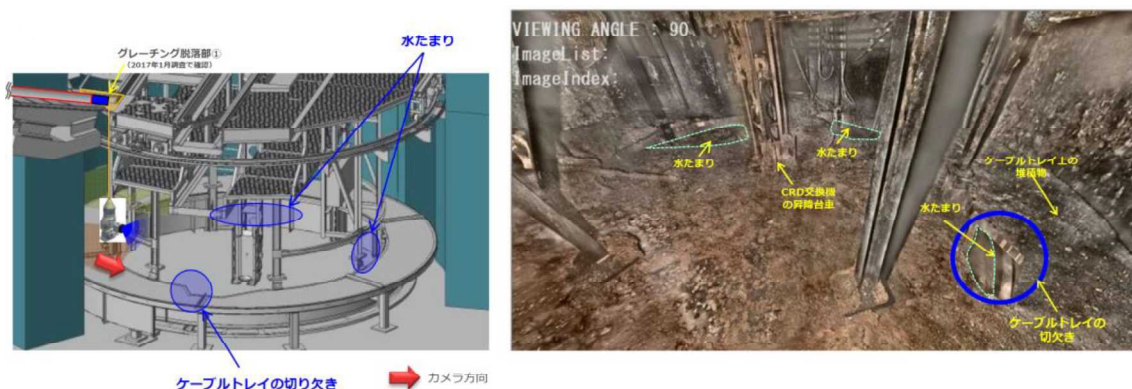 水たまり
グレーチング脱落部①
(2017年1月調査で確認)
ケーブルトレイの切り欠き
カメラ方向
VIEWING ANGLE : 90
ImageList:
ImageIndex:
水たまり
水たまり
CRD交換機
の昇降台車
ケーブルトレイ上の
堆積物
水たまり
ケーブルトレイの
切欠き